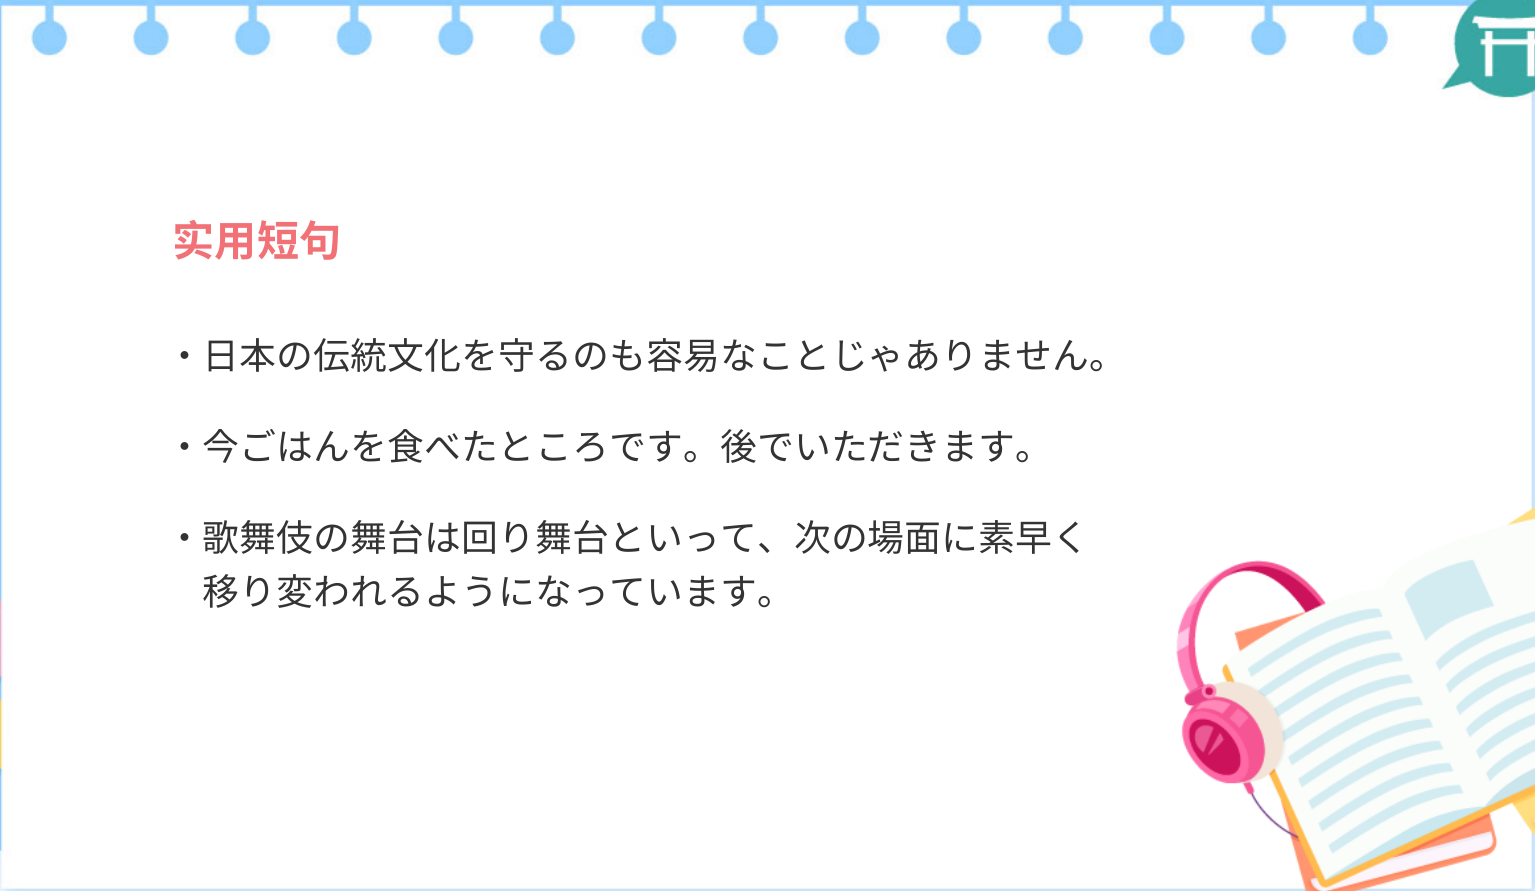 实用短句
・日本の伝統文化を守るのも容易なことじゃありません。
・今ごはんを食べたところです。後でいただきます。
・歌舞伎の舞台は回り舞台といって、次の場面に素早く
移り変われるようになっています。